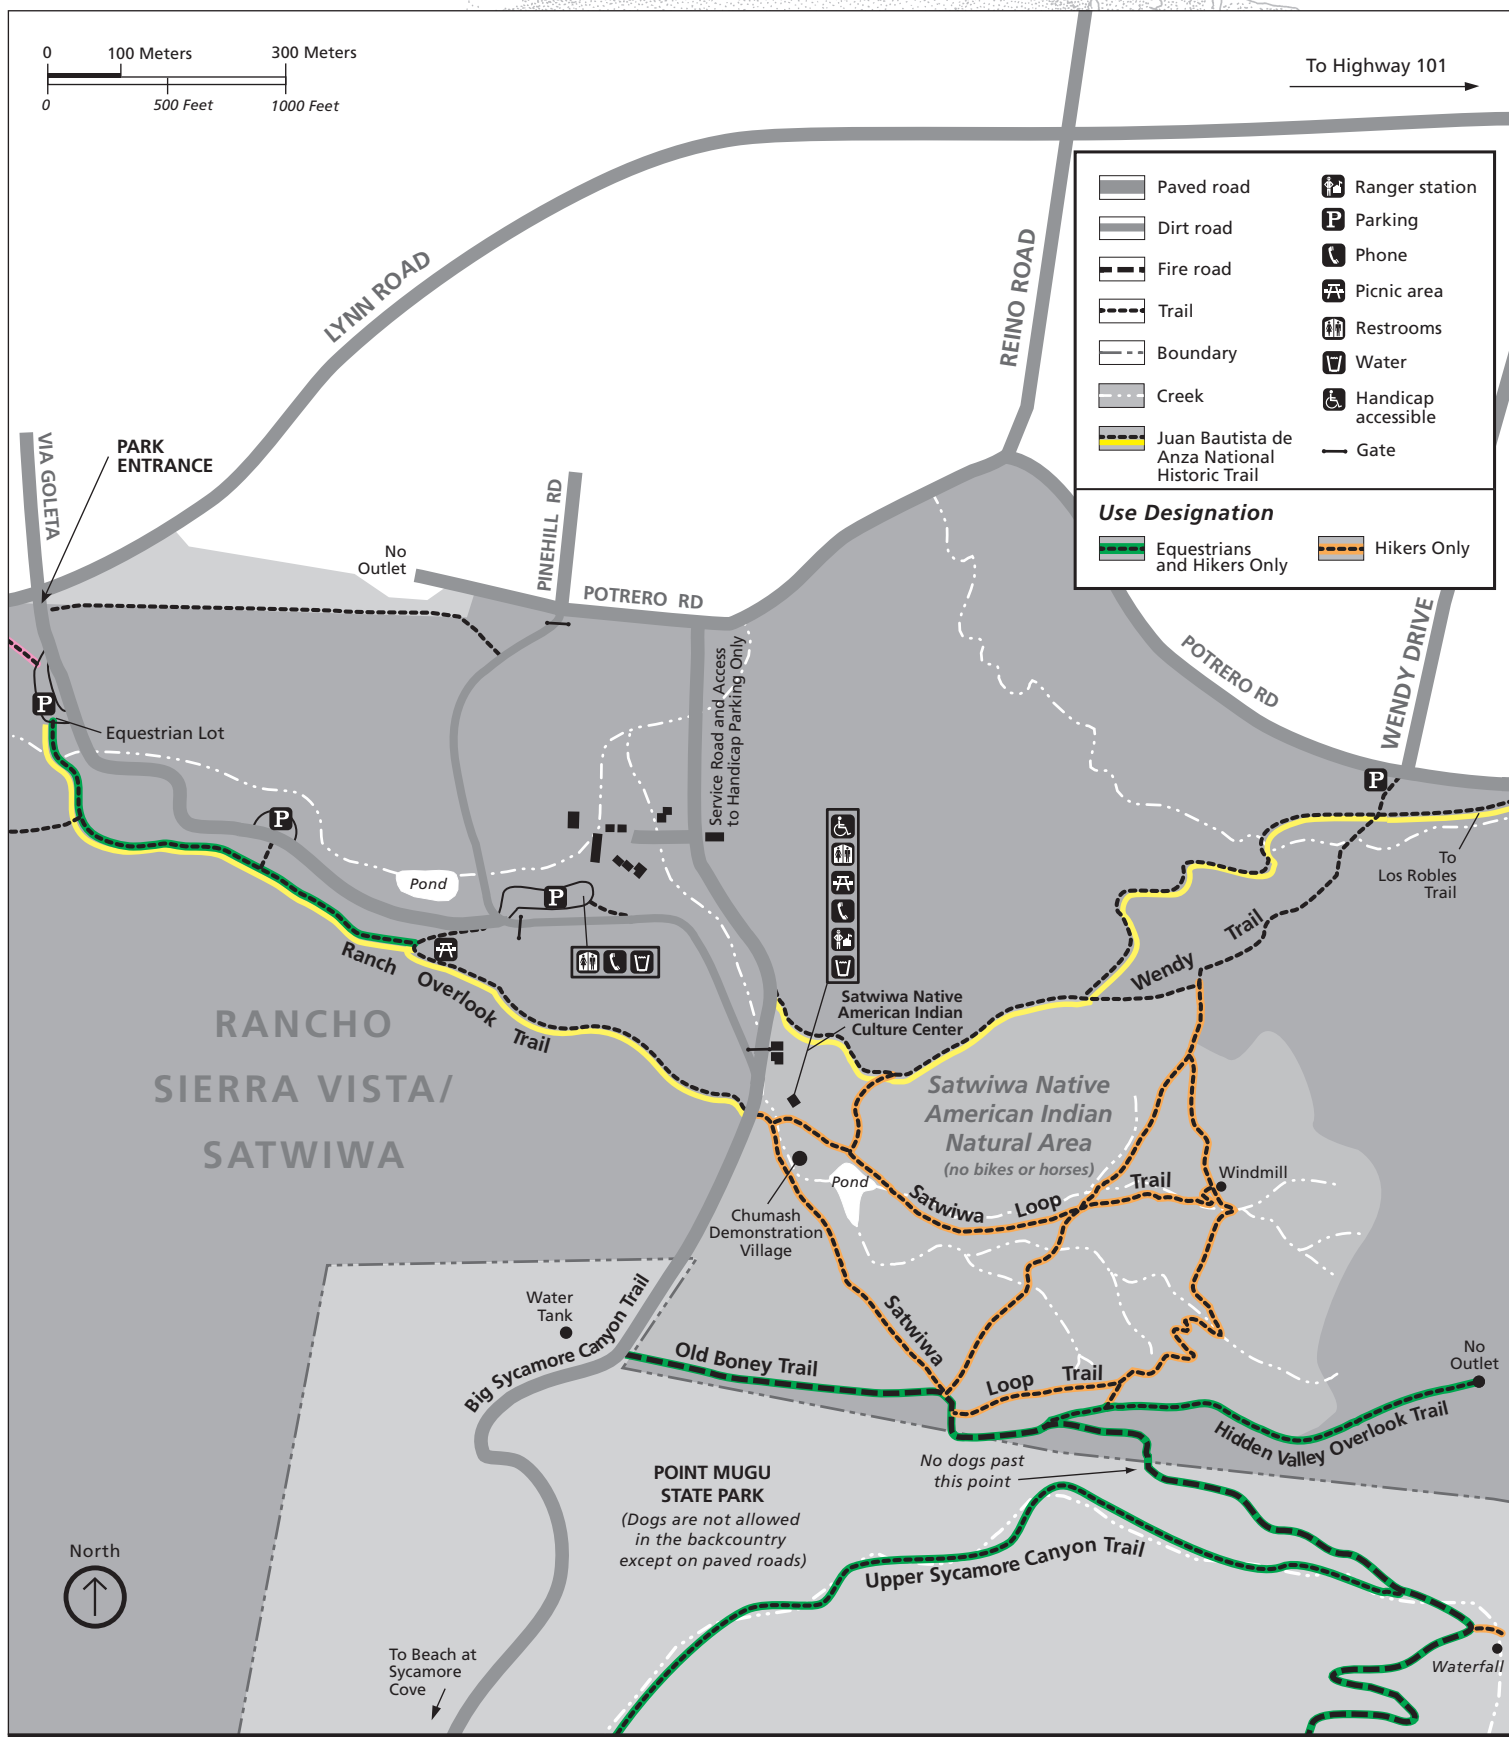 0
100 Meters
300 Meters
0
500 Feet
1000 Feet
To Highway 101
LYNN ROAD
REINO ROAD
Paved road
Dirt road
Fire road
Trail
Boundary
Creek
Juan Bautista de
Anza National
Historic Trail
Ranger station
P
Parking
Phone
Picnic area
Restrooms
Water
Handicap
accessible
Gate
Use Designation
Equestrians
and Hikers Only
Hikers Only
VIA GOLETA
PARK
ENTRANCE
No
Outlet
PINEHILL RD
POTRERO RD
POTRERO RD
WENDY DRIVE
Service Road and Access
to Handicap Parking Only
P
Equestrian Lot
P
P
P
Pond
To
Los Robles
Trail
Ranch Overlook Trail
Wendy Trail
Satwiwa Native
American Indian
Culture Center
RANCHO
SIERRA VISTA/
SATWIWA
Satwiwa Native
American Indian
Natural Area
(no bikes or horses)
Pond
Satwiwa Loop Trail
Windmill
Chumash
Demonstration
Village
Water
Tank
Big Sycamore Canyon Trail
Satwiwa
Loop Trail
Old Boney Trail
No
Outlet
Hidden Valley Overlook Trail
No dogs past
this point
POINT MUGU
STATE PARK
(Dogs are not allowed
in the backcountry
except on paved roads)
Upper Sycamore Canyon Trail
North
To Beach at
Sycamore
Cove
Waterfall